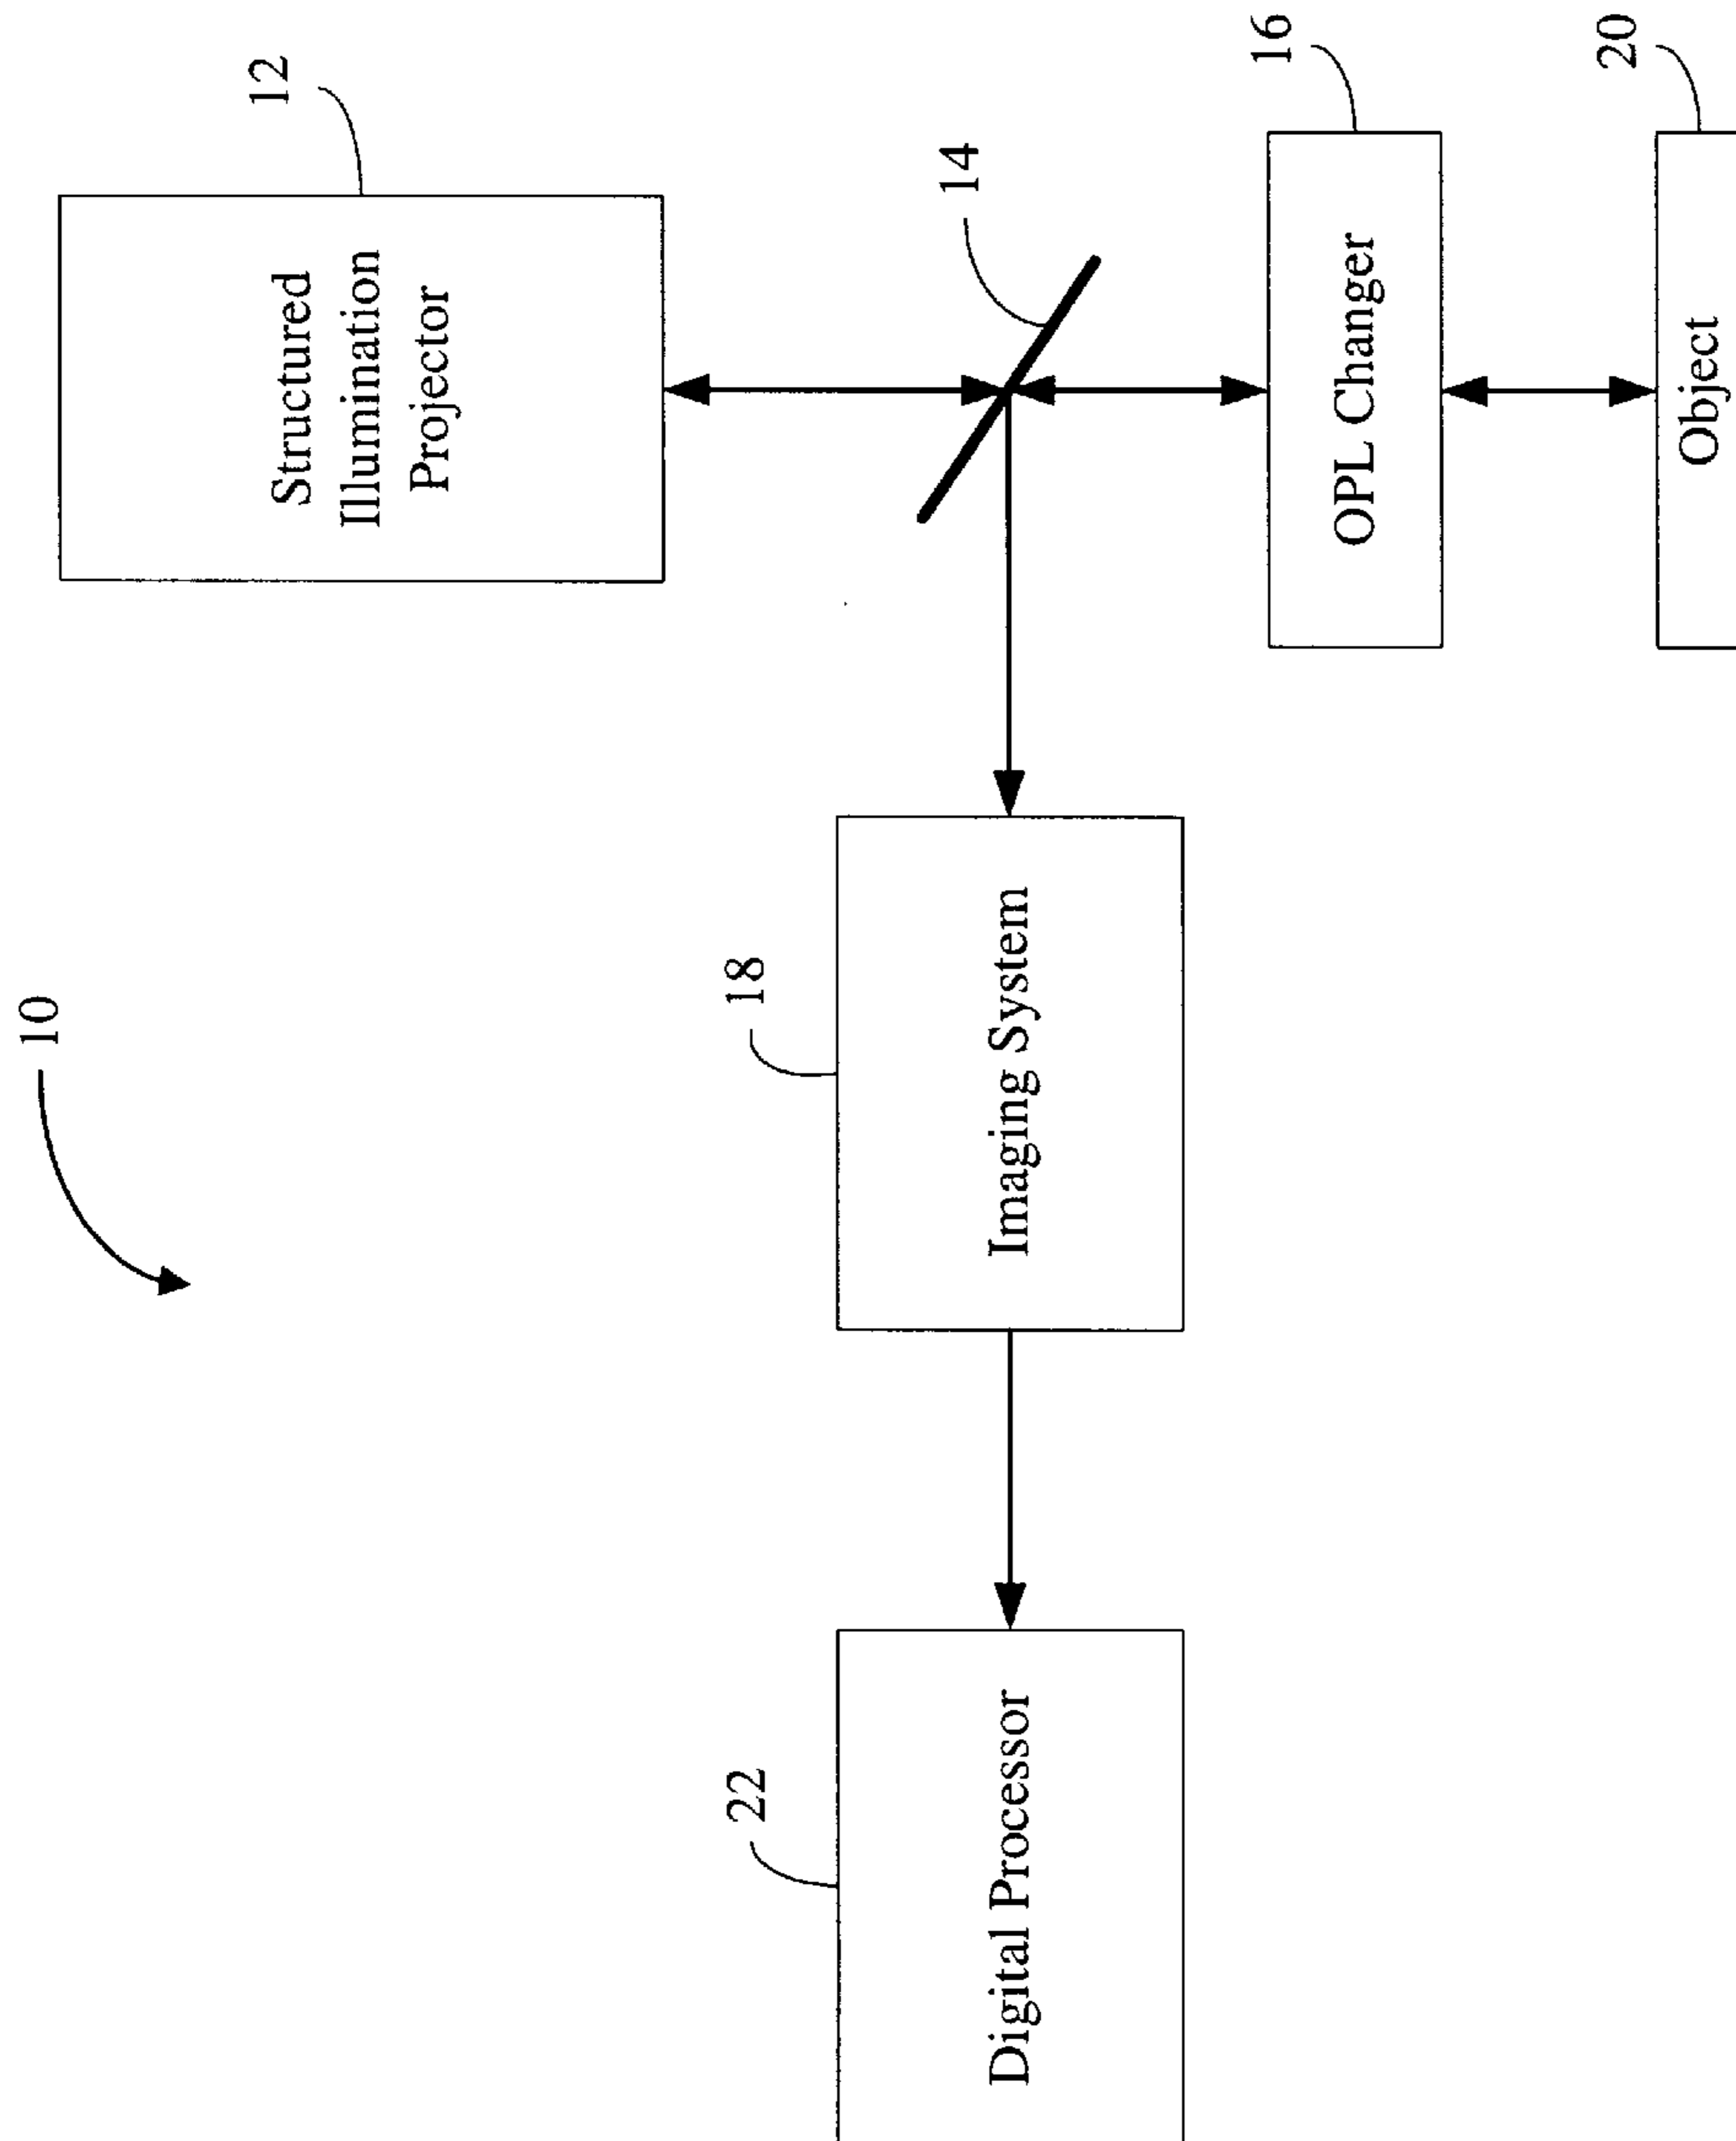 10
22
Digital Processor
18
Imaging System
12
Structured
Illumination
Projector
14
16
OPL Changer
20
Object